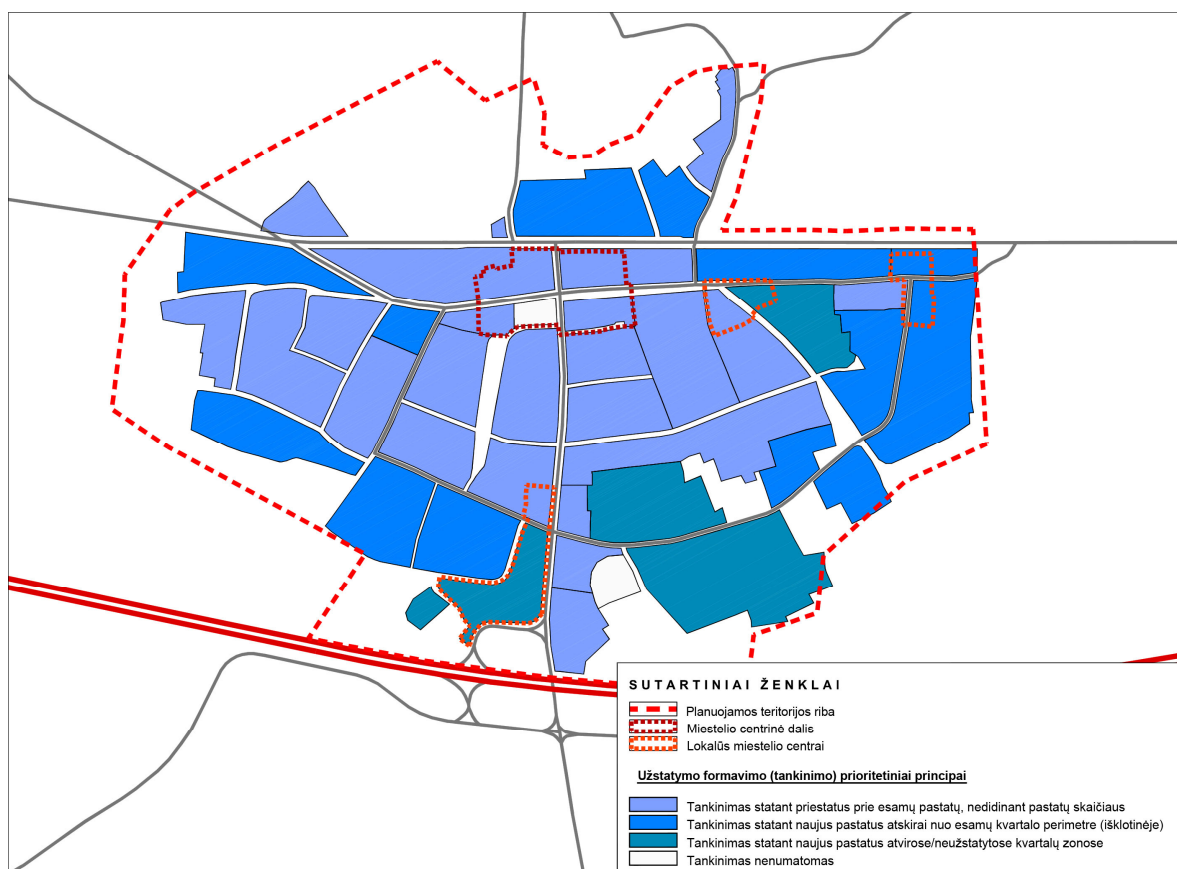 SUTARTINIAI ŽENKLAI
Planuojamos teritorijos riba
Miestelio centrinė dalis
Lokalūs miestelio centrai
Užstatymo formavimo (tankinimo) prioritetiniai principai
Tankinimas statant priestatus prie esamų pastatų, nedidinant pastatų skaičiaus
Tankinimas statant naujus pastatus atskirai nuo esamų kvartalo perimetre (išklotinėje)
Tankinimas statant naujus pastatus atvirose/neužstatytose kvartalų zonose
Tankinimas nenumatomas